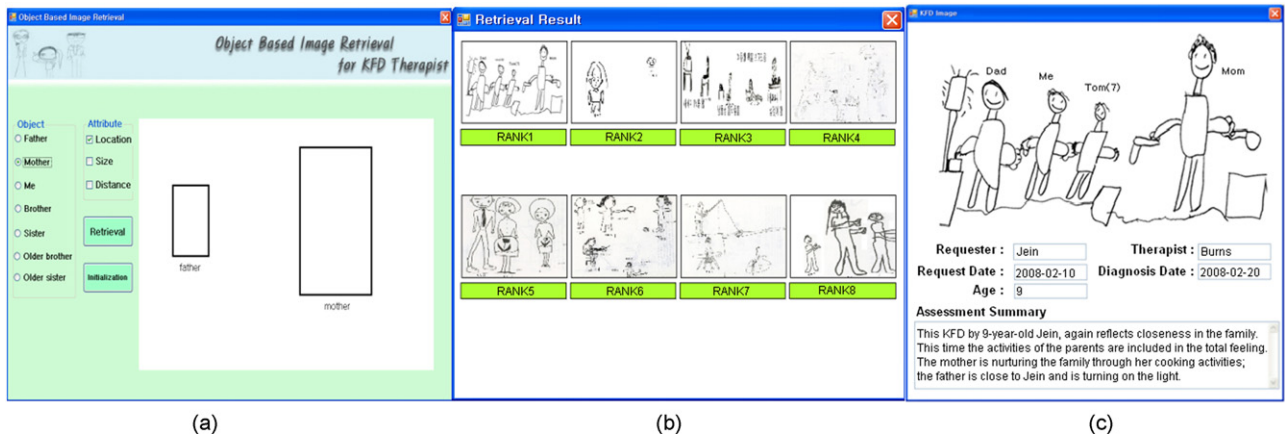 Object Based Image Retrieval
Object Based Image Retrieval
for KFD Therapist
Object
Father
Mother
Me
Brother
Sister
Older brother
Older sister
Attribute
Location
Size
Distance
Retrieval
Initialization
father
mother
(a)
Retrieval Result
RANK1
RANK2
RANK3
RANK4
RANK5
RANK6
RANK7
RANK8
(b)
KFD Image
Dad
Me
Tom(7)
Mom
Requester : Jein
Therapist : Burns
Request Date : 2008-02-10
Diagnosis Date : 2008-02-20
Age : 9
Assessment Summary
This KFD by 9-year-old Jein, again reflects closeness in the family.
This time the activities of the parents are included in the total feeling.
The mother is nurturing the family through her cooking activities;
the father is close to Jein and is turning on the light.
(c)